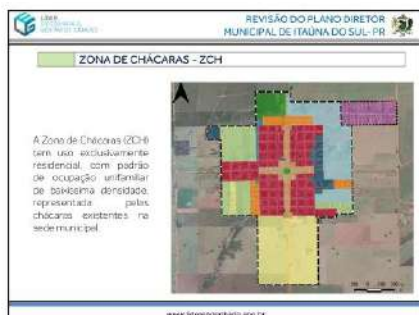 LÍDER
REVISÃO DO PLANO DIRETOR
MUNICIPAL DE ITAÚNA DO SUL- PR
ZONA DE CHÁCARAS - ZCH
A Zona de Chácaras (ZCH)
tem uso exclusivamente
residencial, com padrão
de ocupação unifamiliar
de baixíssima densidade,
representada pelas
chácaras existentes na
sede municipal.